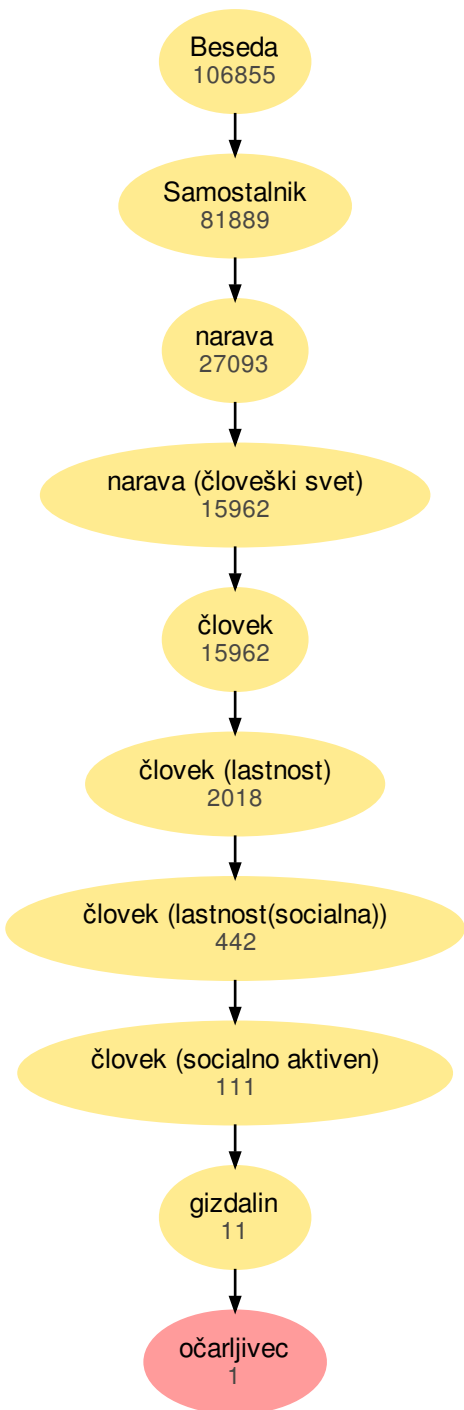 Beseda
106855
Samostalnik
81889
narava
27093
narava (človeški svet)
15962
človek
15962
človek (lastnost)
2018
človek (lastnost(socialna))
442
človek (socialno aktiven)
111
gizdalin
11
očarljivec
1